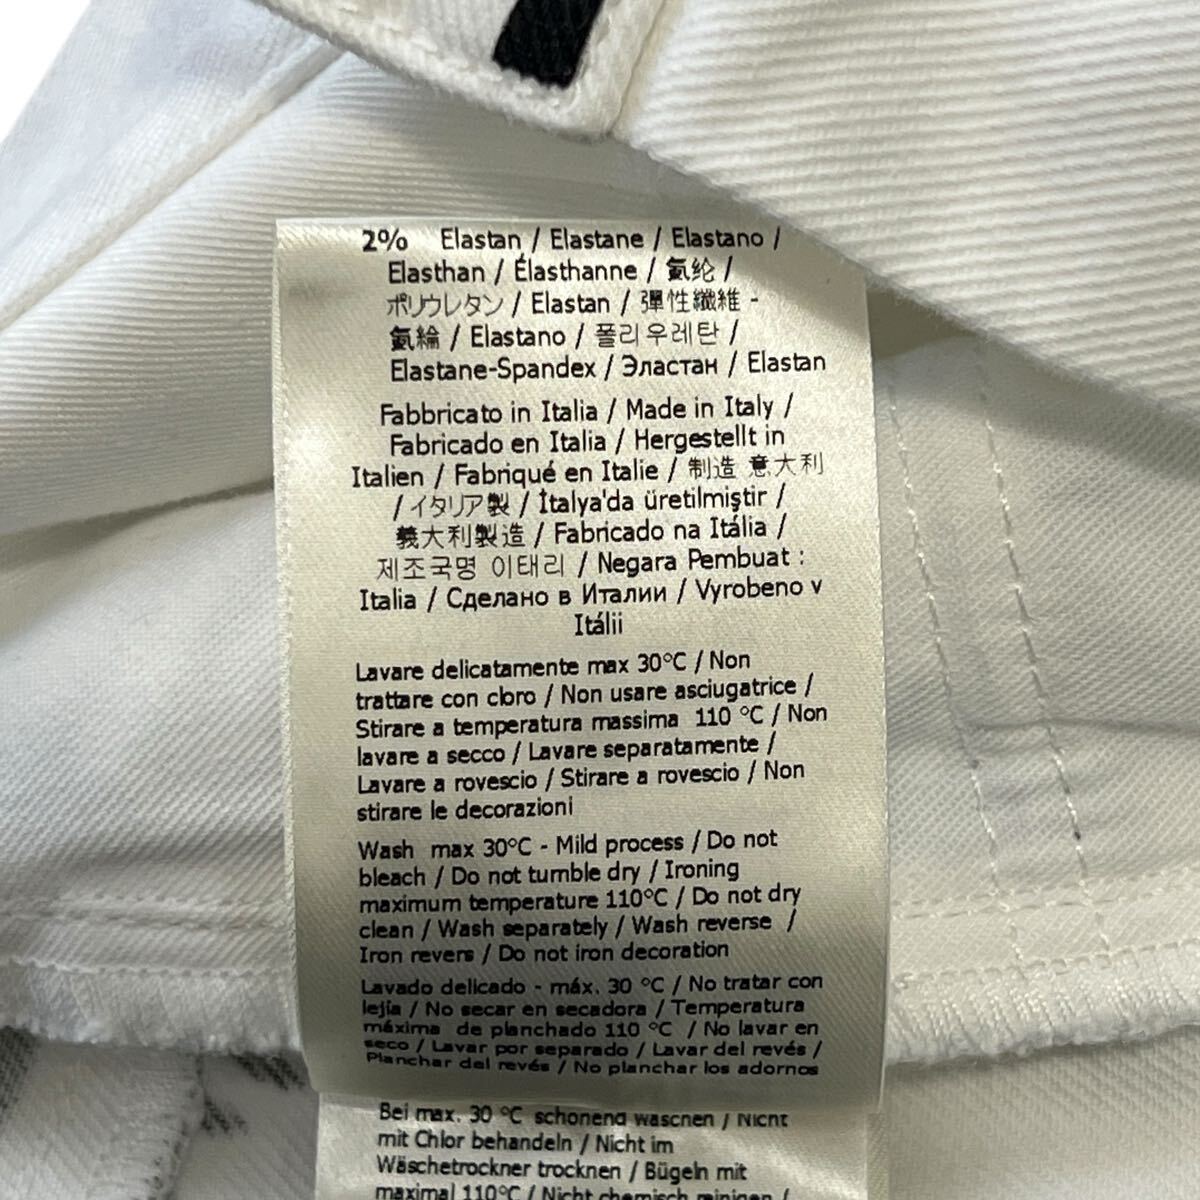 2% Elastan / Elastane / Elastano /
Elasthan / Élasthanne / 氨纶 /
ポリウレタン / Elastan / 彈性纖維 -
氨綸 / Elastano / 폴리우레탄 /
Elastane-Spandex / Эластан / Elastan
Fabbricato in Italia / Made in Italy /
Fabricado en Italia / Hergestellt in
Italien / Fabriqué en Italie / 制造 意大利
/ イタリア製 / İtalya'da üretilmiştir /
義大利製造 / Fabricado na Itália /
제조국명 이태리 / Negara Pembuat :
Italia / Сделано в Италии / Vyrobeno v
Itálii
Lavare delicatamente max 30°C / Non
trattare con cloro / Non usare asciugatrice /
Stirare a temperatura massima 110 °C / Non
lavare a secco / Lavare separatamente /
Lavare a rovescio / Stirare a rovescio / Non
stirare le decorazioni
Wash max 30°C - Mild process / Do not
bleach / Do not tumble dry / Ironing
maximum temperature 110°C / Do not dry
clean / Wash separately / Wash reverse /
Iron revers / Do not iron decoration
Lavado delicado - máx. 30 °C / No tratar con
lejía / No secar en secadora / Temperatura
máxima de planchado 110 °C / No lavar en
seco / Lavar por separado / Lavar del revés /
Planchar del revés / No planchar los adornos
Bei max. 30 °C schonend waschen / Nicht
mit Chlor behandeln / Nicht im
Wäschetrockner trocknen / Bügeln mit
maximal 110°C / Nicht chemisch reinigen /